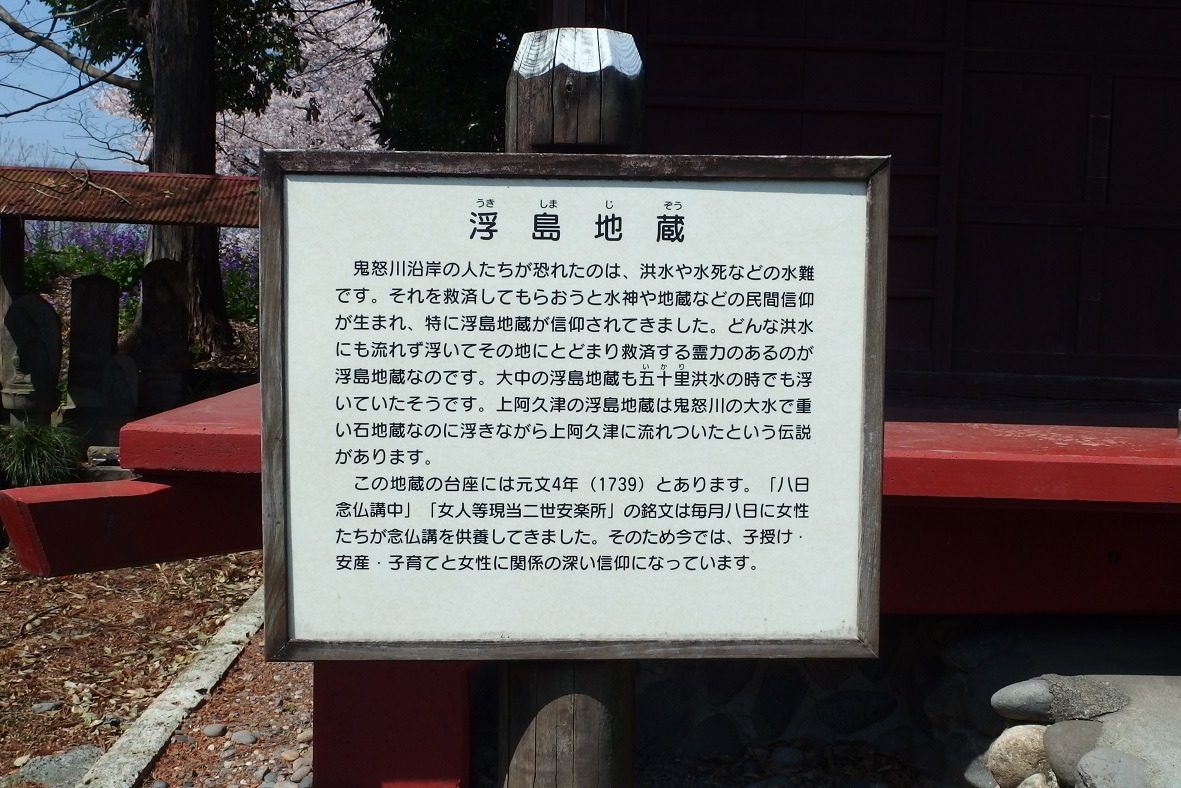 うき しま じ ぞう
浮島地蔵
鬼怒川沿岸の人たちが恐れたのは、洪水や水死などの水難
です。それを救済してもらおうと水神や地蔵などの民間信仰
が生まれ、特に浮島地蔵が信仰されてきました。どんな洪水
にも流れず浮いてその地にとどまり救済する霊力のあるのが
いかり
浮島地蔵なのです。大中の浮島地蔵も五十里洪水の時でも浮
いていたそうです。上阿久津の浮島地蔵は鬼怒川の大水で重
い石地蔵なのに浮きながら上阿久津に流れついたという伝説
があります。
この地蔵の台座には元文4年（1739）とあります。「八日
念仏講中」「女人等現当二世安楽所」の銘文は毎月八日に女性
たちが念仏講を供養してきました。そのため今では、子授け・
安産・子育てと女性に関係の深い信仰になっています。